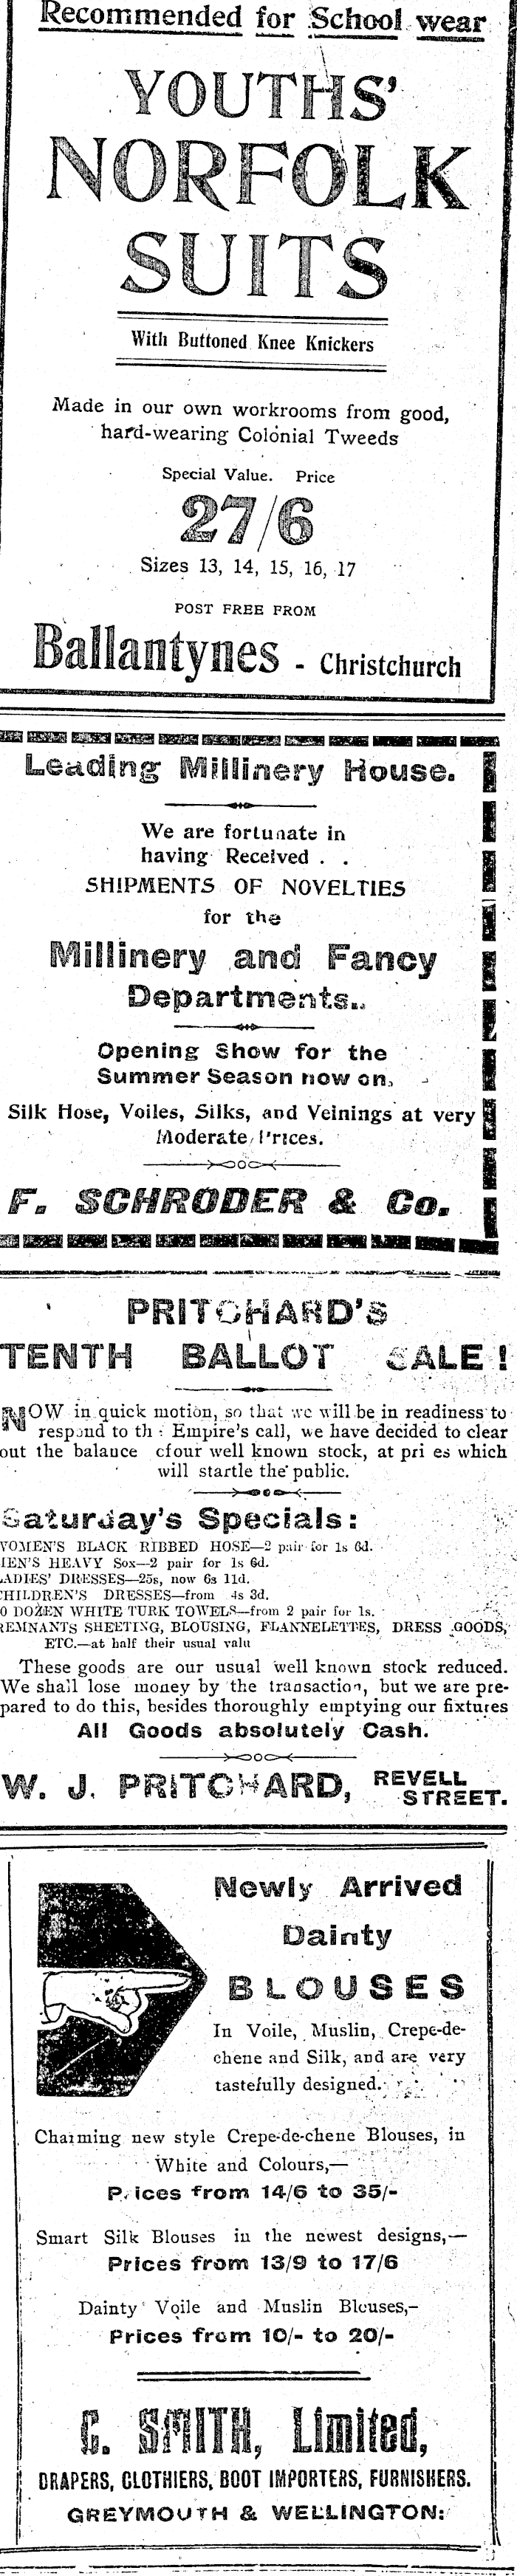 Recommended for School wear
YOUTHS'
NORFOLK
SUITS
With Buttoned Knee Knickers
Made in our own workrooms from good,
hard-wearing Colonial Tweeds
Special Value. Price
27/6
Sizes 13, 14, 15, 16, 17
POST FREE FROM
Ballantynes - Christchurch
Leading Millinery House.
We are fortunate in
having Received . .
SHIPMENTS OF NOVELTIES
for the
Millinery and Fancy
Departments..
Opening Show for the
Summer Season now on.
Silk Hose, Voiles, Silks, and Veinings at very
Moderate Prices.
F. SCHRODER & Co.
PRITCHARD'S
TENTH BALLOT SALE!
NOW in quick motion, so that we will be in readiness to
respond to th: Empire's call, we have decided to clear
out the balance cfour well known stock, at pri es which
will startle the public.
Saturday's Specials:
WOMEN'S BLACK RIBBED HOSE—2 pair for 1s 6d.
MEN'S HEAVY Sox—2 pair for 1s 6d.
LADIES' DRESSES—25s, now 6s 11d.
CHILDREN'S DRESSES—from 4s 3d.
0 DOZEN WHITE TURK TOWELS—from 2 pair for 1s.
REMNANTS SHEETING, BLOUSING, FLANNELETTES, DRESS GOODS,
ETC.—at half their usual valu
These goods are our usual well known stock reduced.
We shall lose money by the transaction, but we are pre-
pared to do this, besides thoroughly emptying our fixtures
All Goods absolutely Cash.
W. J. PRITCHARD, REVELL
STREET.
Newly Arrived
Dainty
BLOUSES
In Voile, Muslin, Crepe-de-
chene and Silk, and are very
tastefully designed.
Charming new style Crepe-de-chene Blouses, in
White and Colours,—
Prices from 14/6 to 35/-
Smart Silk Blouses in the newest designs,—
Prices from 13/9 to 17/6
Dainty Voile and Muslin Blouses,—
Prices from 10/- to 20/-
C. SMITH, Limited,
DRAPERS, CLOTHIERS, BOOT IMPORTERS, FURNISHERS.
GREYMOUTH & WELLINGTON: